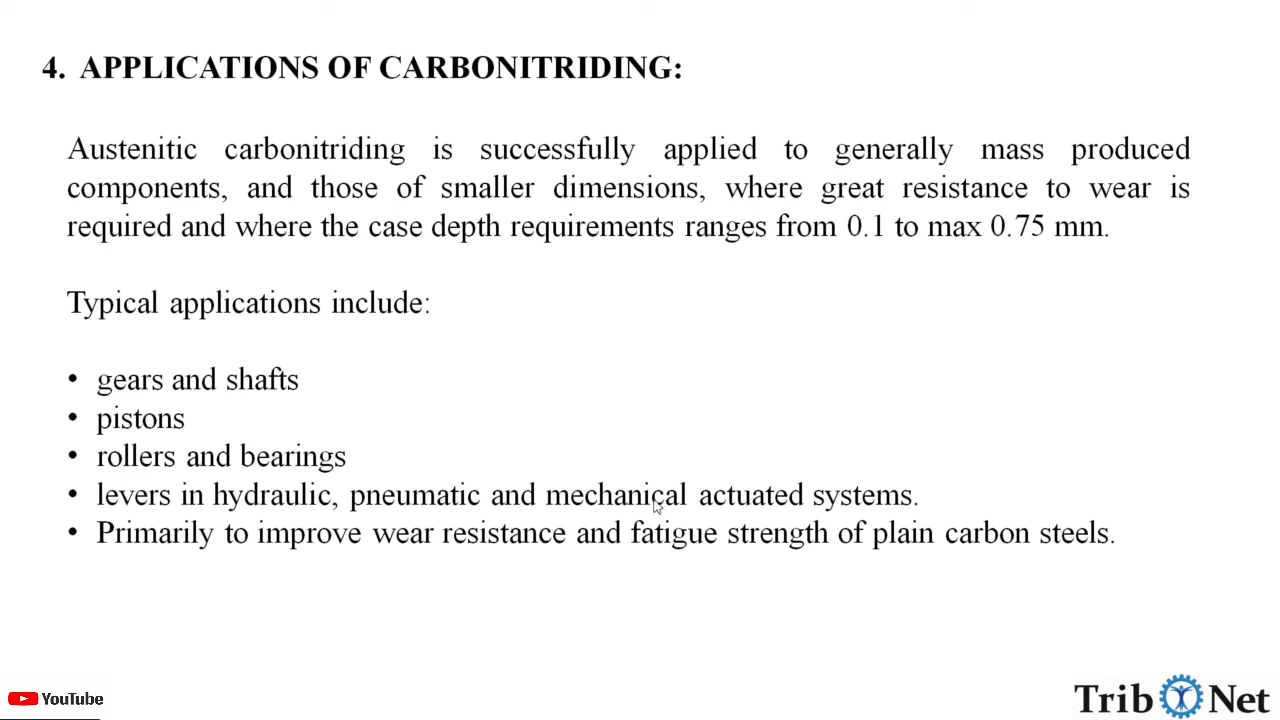 4. APPLICATIONS OF CARBONITRIDING:
Austenitic carbonitriding is successfully applied to generally mass produced
components, and those of smaller dimensions, where great resistance to wear is
required and where the case depth requirements ranges from 0.1 to max 0.75 mm.
Typical applications include:
• gears and shafts
• pistons
• rollers and bearings
• levers in hydraulic, pneumatic and mechanical actuated systems.
• Primarily to improve wear resistance and fatigue strength of plain carbon steels.
YouTube
Trib Net